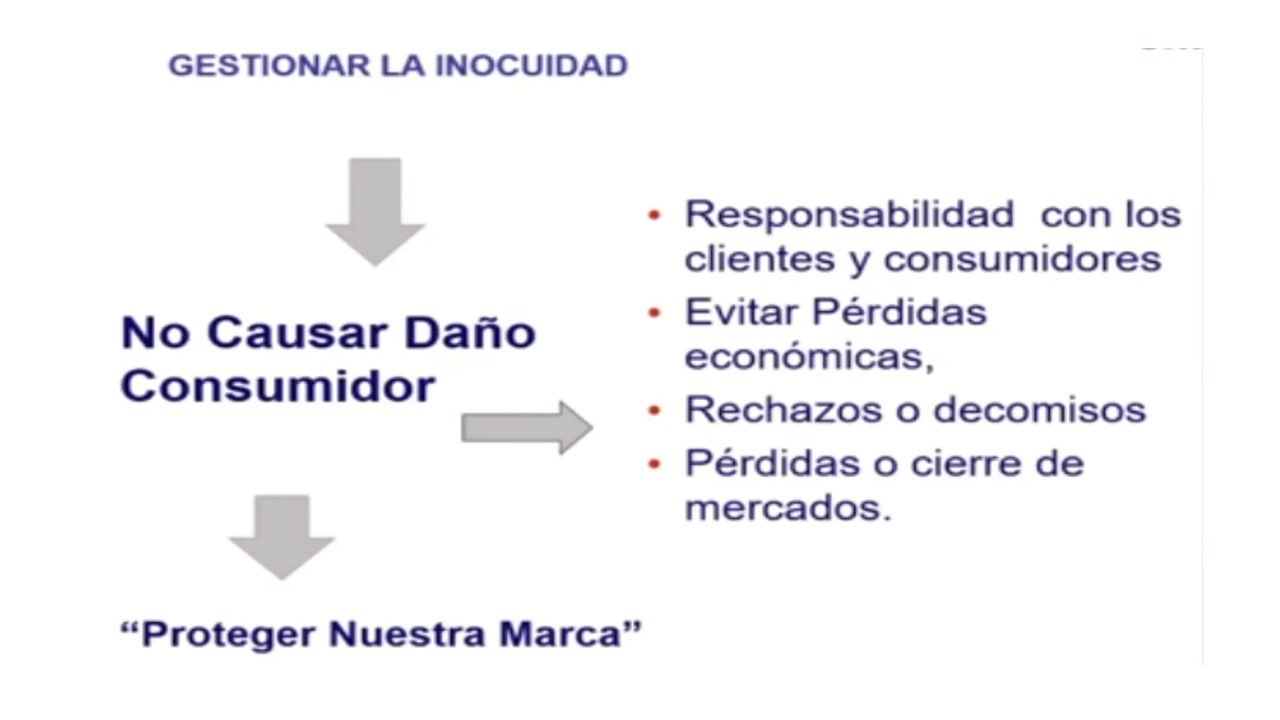 GESTIONAR LA INOCUIDAD
No Causar Daño
Consumidor
• Responsabilidad con los
clientes y consumidores
• Evitar Pérdidas
económicas,
• Rechazos o decomisos
• Pérdidas o cierre de
mercados.
“Proteger Nuestra Marca”